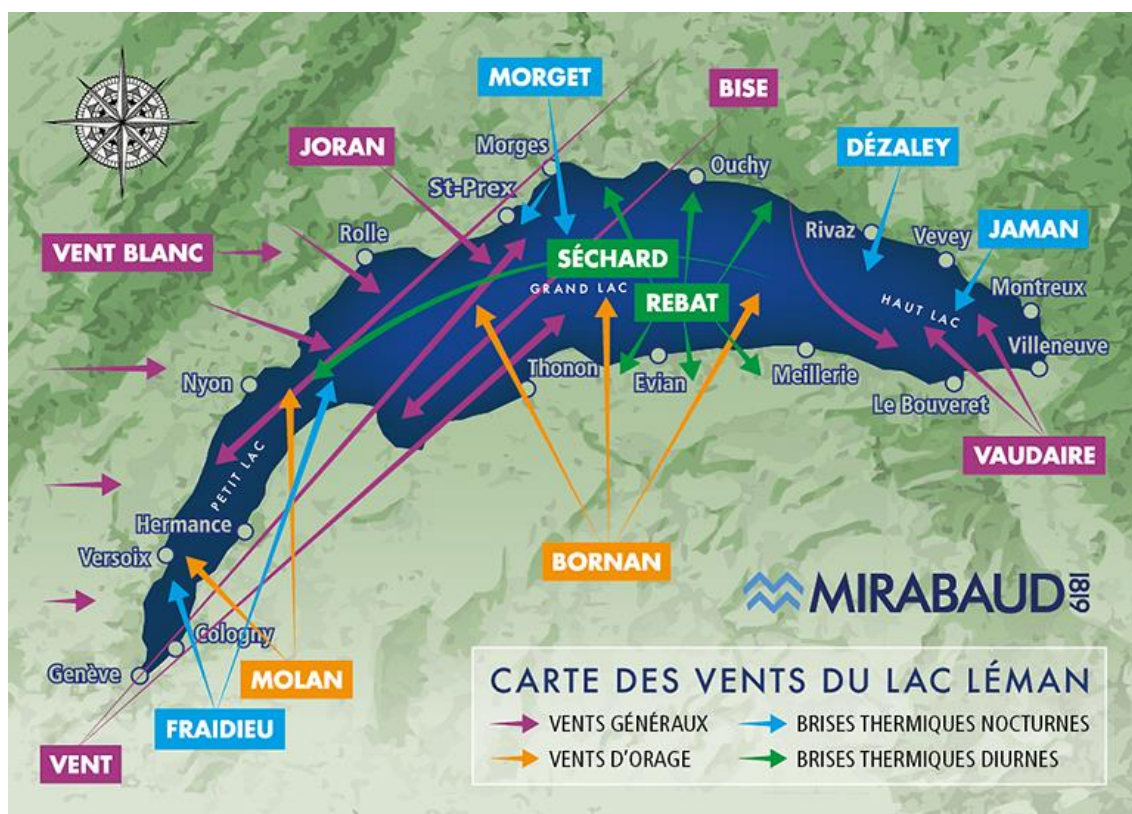 MORGET
BISE
JORAN
Morges
Ouchy
DÉZALEY
St-Prex
Rolle
Rivaz
Vevey
JAMAN
VENT BLANC
SÉCHARD
GRAND LAC
REBAT
HAUT LAC
Montreux
Villeneuve
Nyon
Thonon
Evian
Meillerie
Le Bouveret
VAUDAIRE
PETIT LAC
Hermance
Versoix
BORNAN
MIRABAUD
1819
Cologny
Genève
MOLAN
FRAIDIEU
VENT
CARTE DES VENTS DU LAC LÉMAN
VENTS GÉNÉRAUX
BRISES THERMIQUES NOCTURNES
VENTS D'ORAGE
BRISES THERMIQUES DIURNES